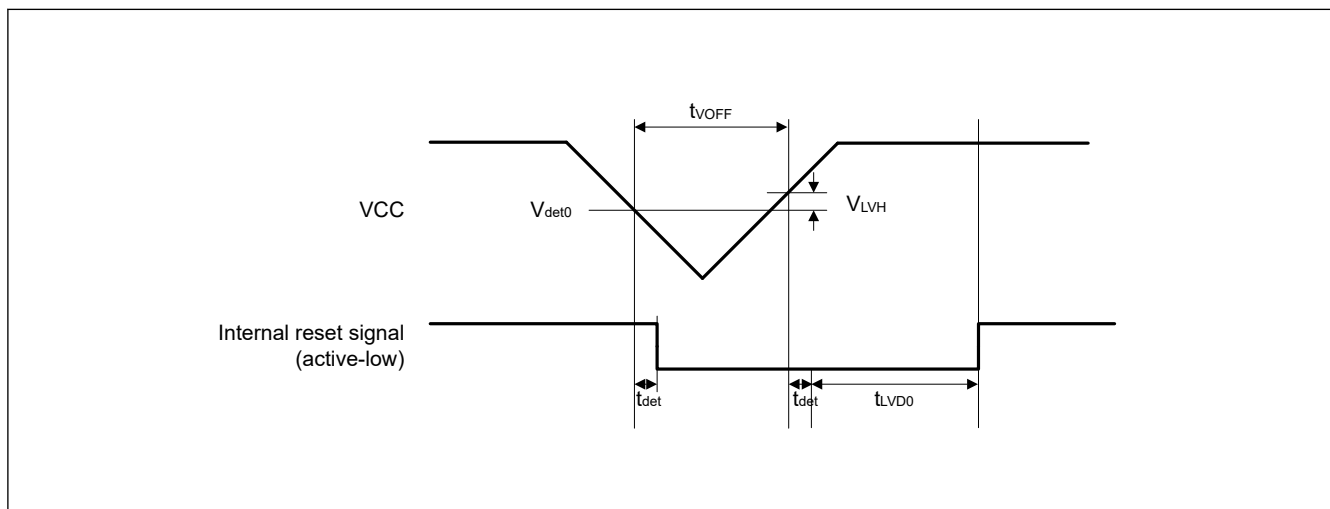 tVOFF
VCC
Vdet0
VLVH
Internal reset signal
(active-low)
tdet
tdet
tLVD0